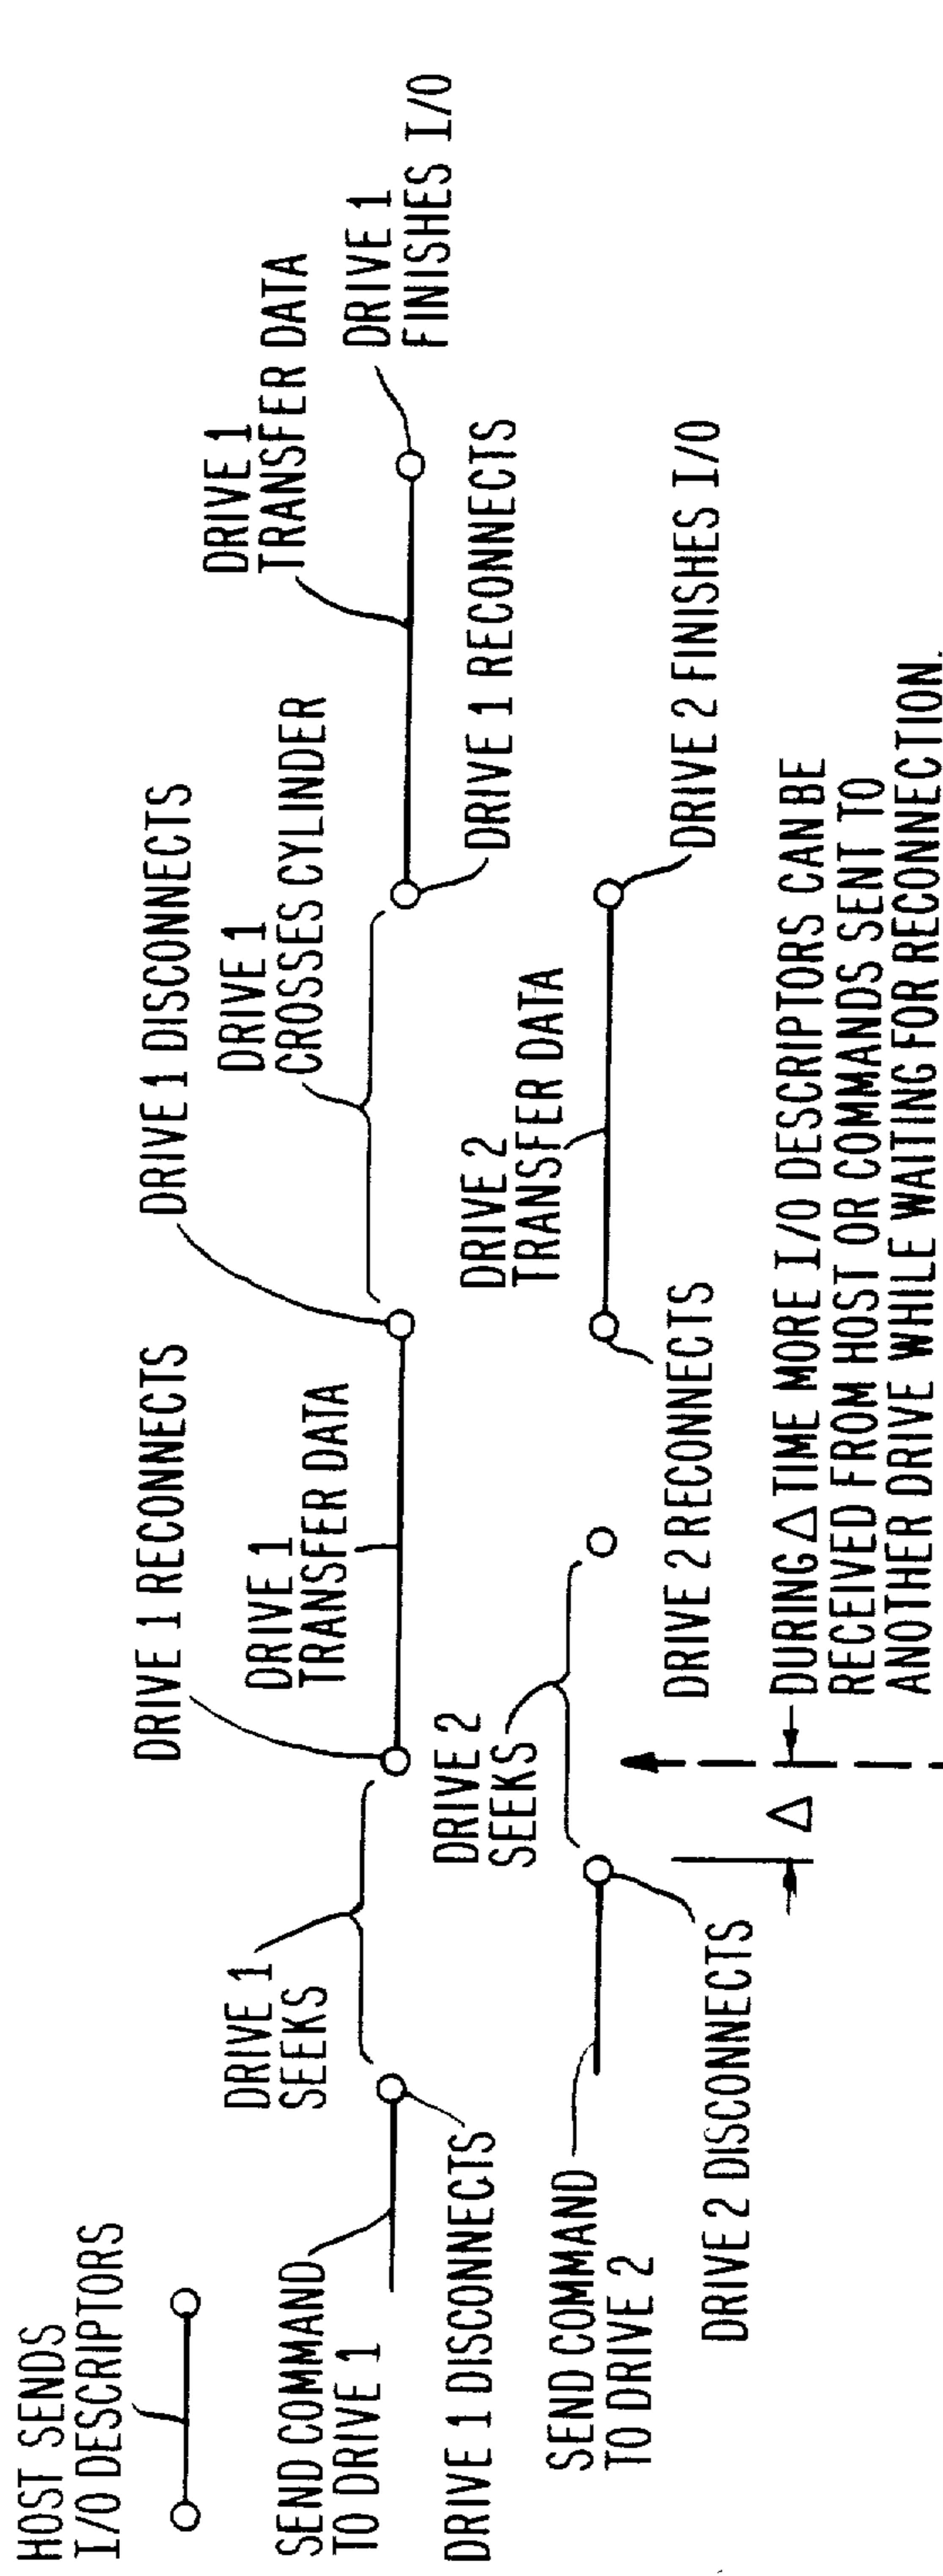 HOST SENDS
I/O DESCRIPTORS
SEND COMMAND
TO DRIVE 1
DRIVE 1 DISCONNECTS
DRIVE 1
SEEKS
DRIVE 1 RECONNECTS
DRIVE 1
TRANSFER DATA
DRIVE 1 DISCONNECTS
DRIVE 1
CROSSES CYLINDER
DRIVE 1 RECONNECTS
DRIVE 1
TRANSFER DATA
DRIVE 1
FINISHES I/O
SEND COMMAND
TO DRIVE 2
DRIVE 2 DISCONNECTS
DRIVE 2
SEEKS
DRIVE 2 RECONNECTS
DRIVE 2
TRANSFER DATA
DRIVE 2 FINISHES I/O
Δ
DURING Δ TIME MORE I/O DESCRIPTORS CAN BE
RECEIVED FROM HOST OR COMMANDS SENT TO
ANOTHER DRIVE WHILE WAITING FOR RECONNECTION.